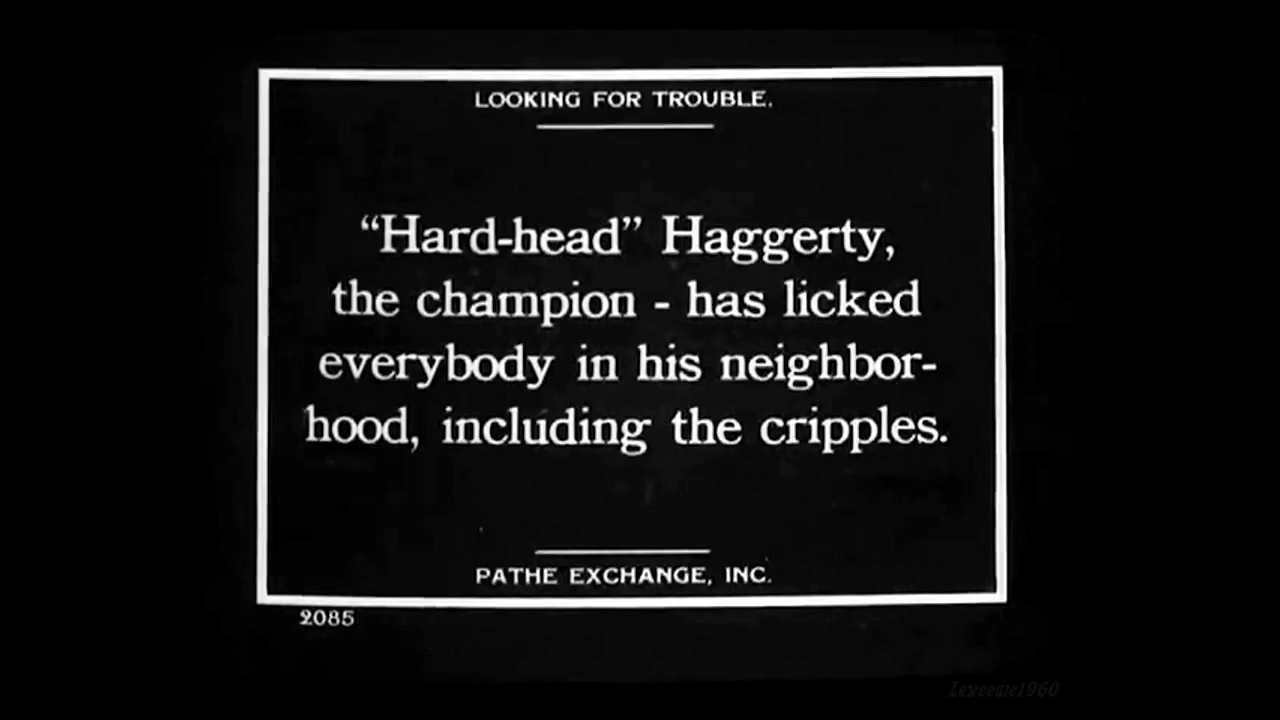 LOOKING FOR TROUBLE.
“Hard-head” Haggerty,
the champion - has licked
everybody in his neighbor-
hood, including the cripples.
PATHE EXCHANGE, INC.
2085